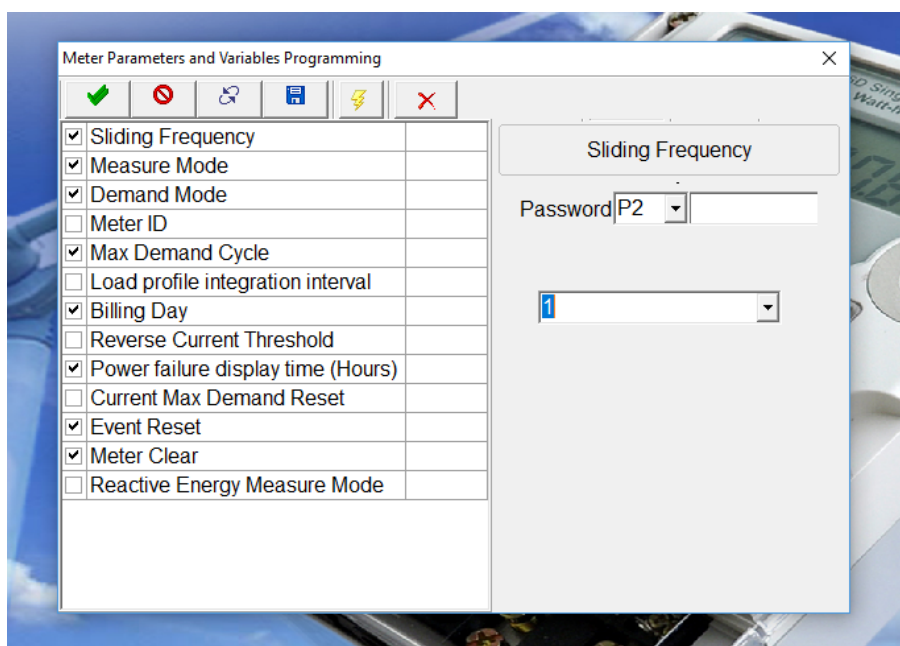 Meter Parameters and Variables Programming
Sliding Frequency
Measure Mode
Demand Mode
Meter ID
Max Demand Cycle
Load profile integration interval
Billing Day
Reverse Current Threshold
Power failure display time (Hours)
Current Max Demand Reset
Event Reset
Meter Clear
Reactive Energy Measure Mode
Sliding Frequency
Password P2
1